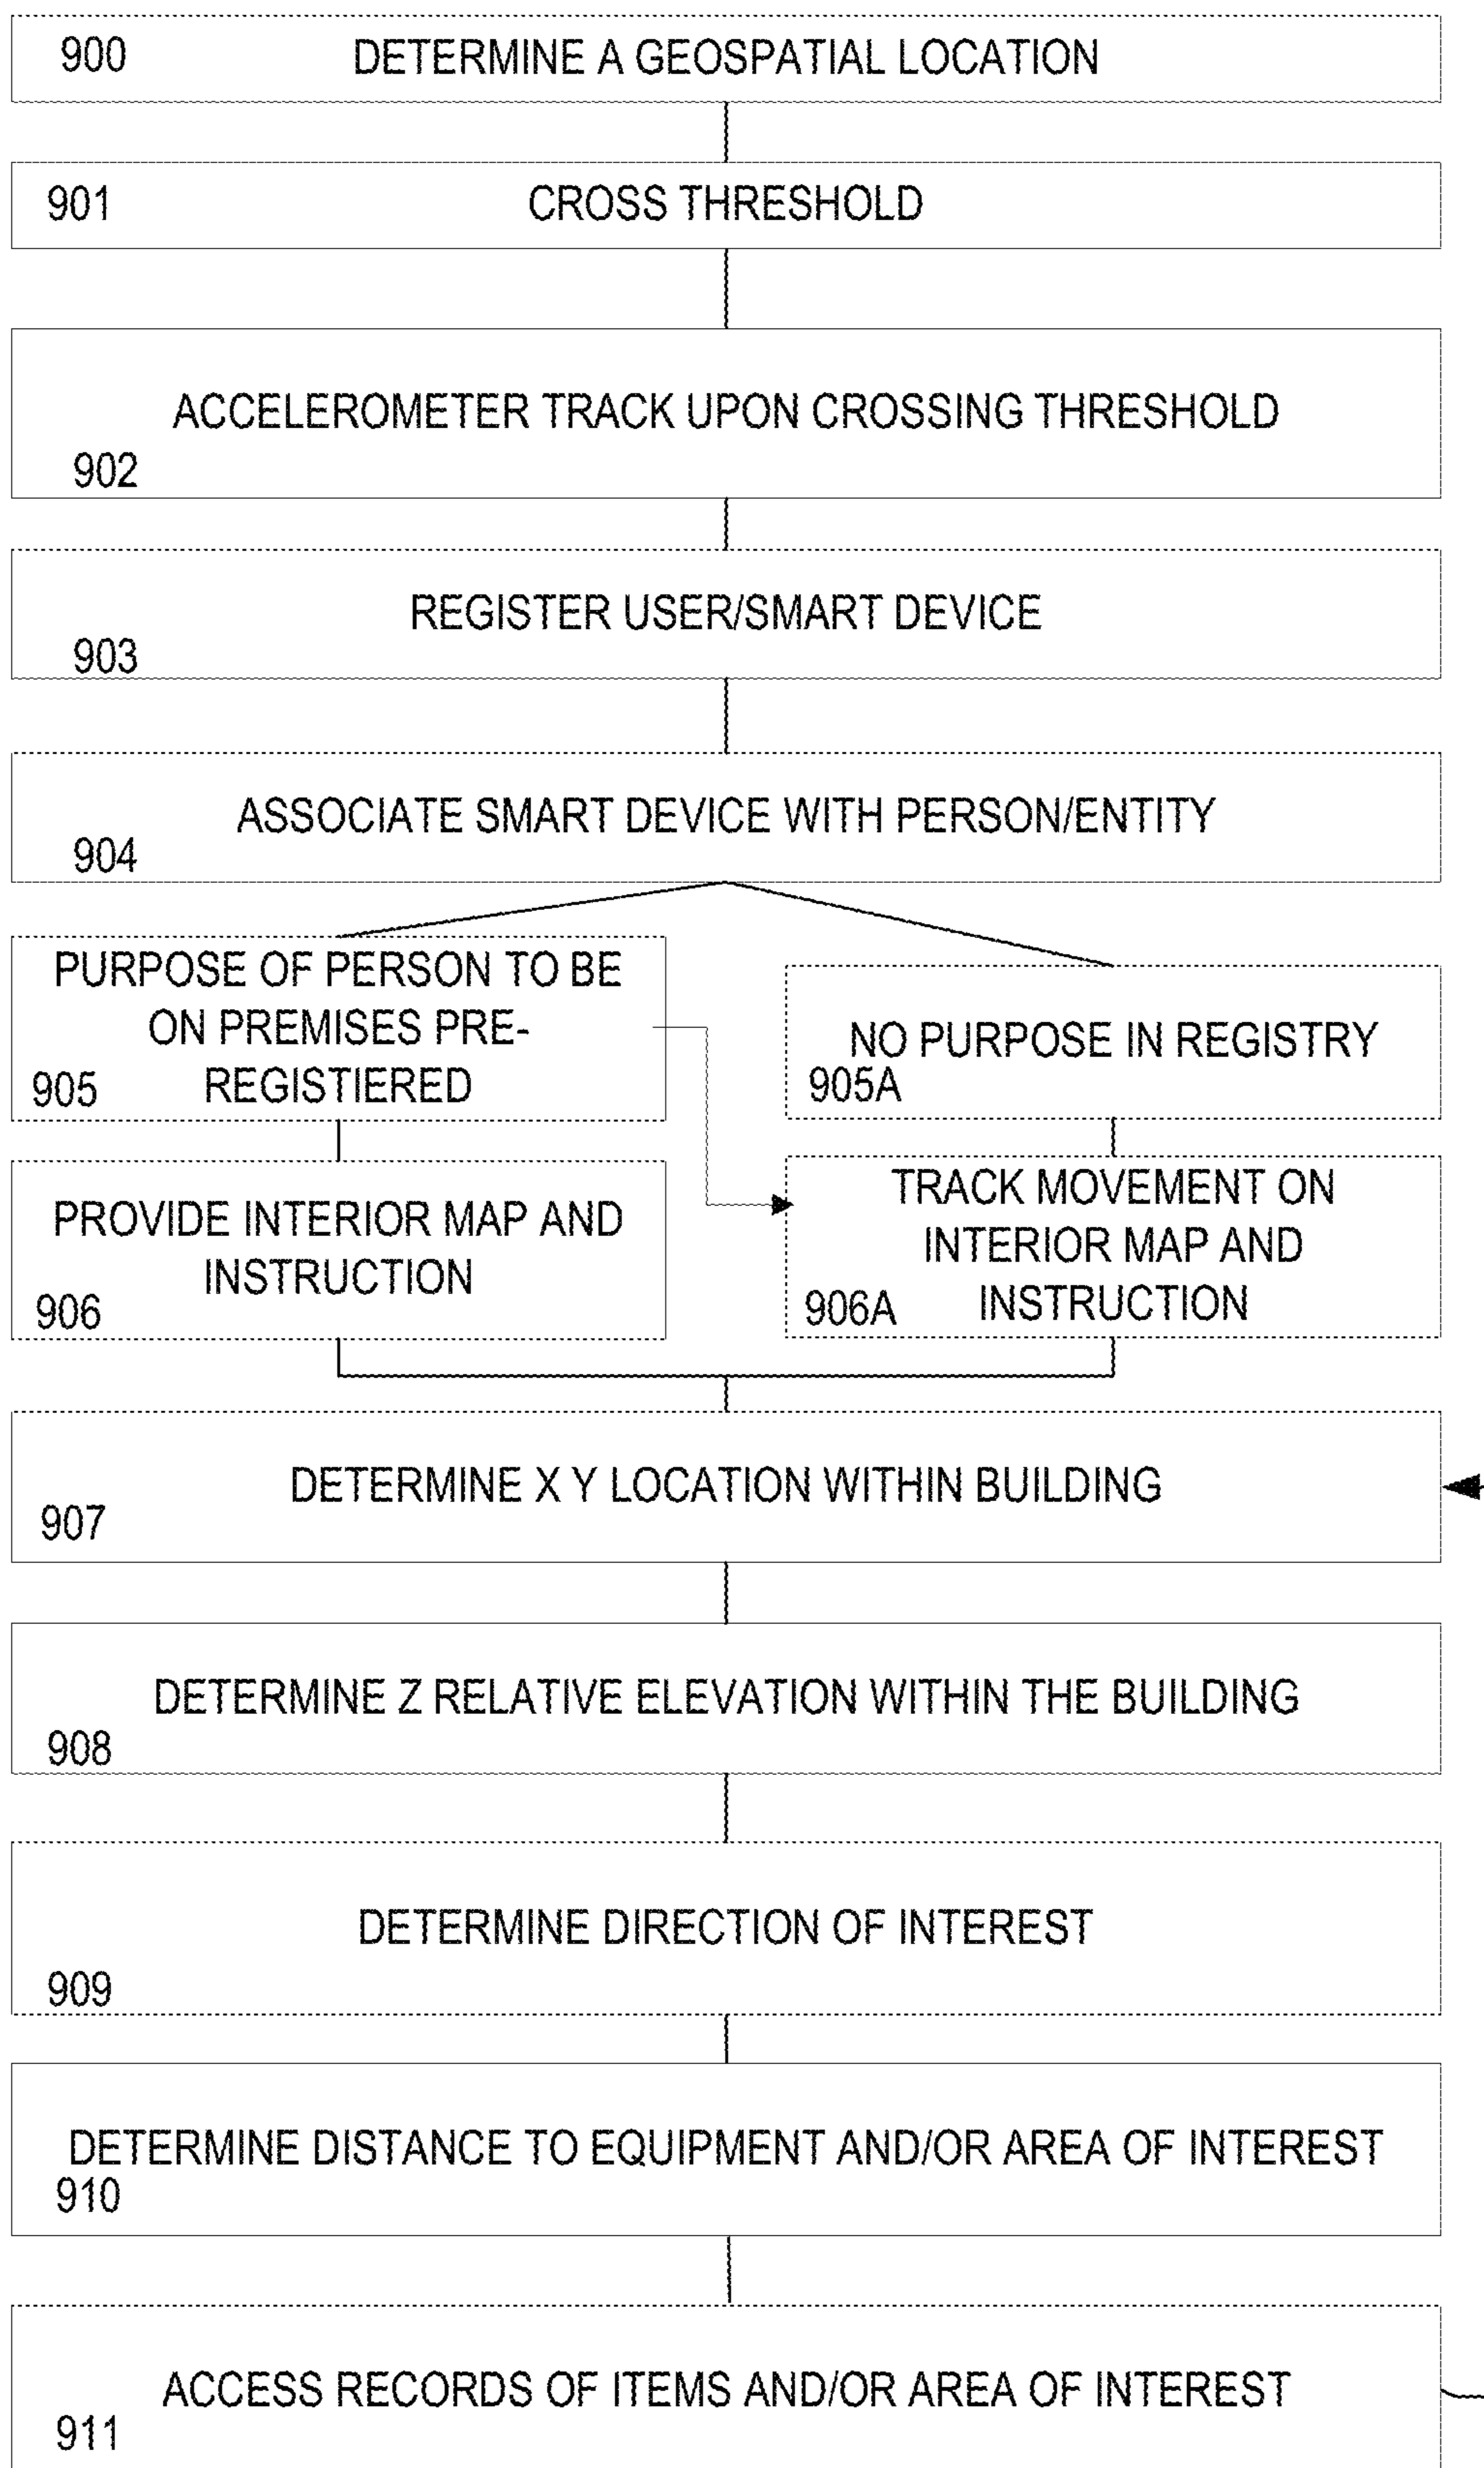 900 DETERMINE A GEOSPATIAL LOCATION
901 CROSS THRESHOLD
ACCELEROMETER TRACK UPON CROSSING THRESHOLD
902
REGISTER USER/SMART DEVICE
903
ASSOCIATE SMART DEVICE WITH PERSON/ENTITY
904
PURPOSE OF PERSON TO BE
ON PREMISES PRE-
905 REGISTIERED
NO PURPOSE IN REGISTRY
905A
PROVIDE INTERIOR MAP AND
INSTRUCTION
906
TRACK MOVEMENT ON
INTERIOR MAP AND
906A INSTRUCTION
DETERMINE X Y LOCATION WITHIN BUILDING
907
DETERMINE Z RELATIVE ELEVATION WITHIN THE BUILDING
908
DETERMINE DIRECTION OF INTEREST
909
DETERMINE DISTANCE TO EQUIPMENT AND/OR AREA OF INTEREST
910
ACCESS RECORDS OF ITEMS AND/OR AREA OF INTEREST
911